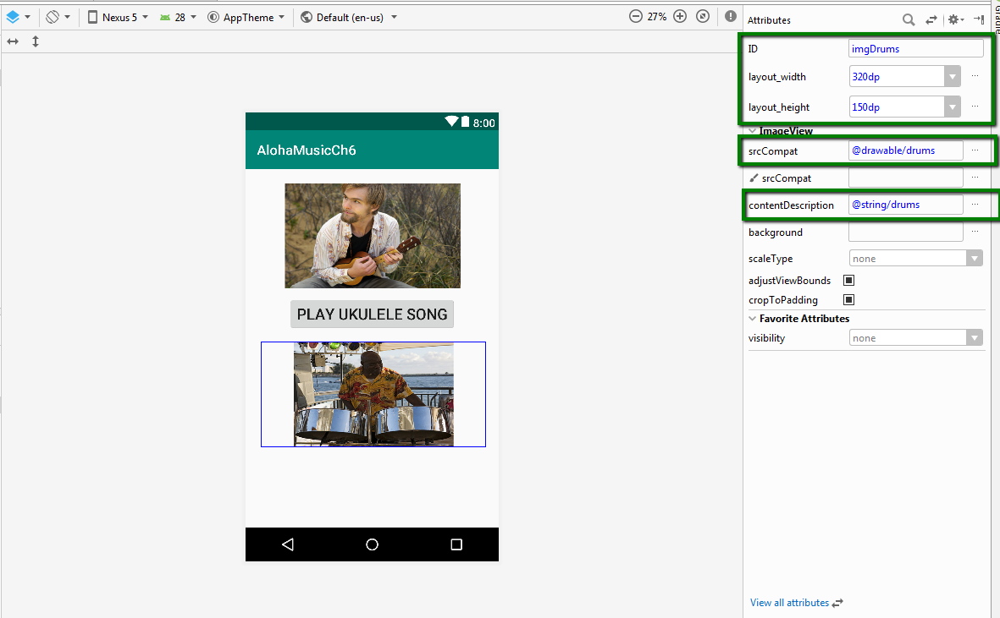 Nexus 5 28 AppTheme Default (en-us) 27%
Attributes
Gradle
ID imgDrums
layout_width 320dp ...
layout_height 150dp ...
ImageView
srcCompat @drawable/drums ...
srcCompat ...
contentDescription @string/drums ...
background ...
scaleType none
adjustViewBounds
cropToPadding
Favorite Attributes
visibility none
View all attributes
8:00
AlohaMusicCh6
PLAY UKULELE SONG